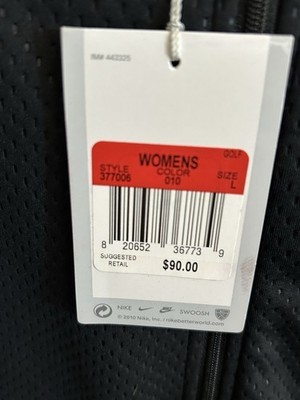 GOLF
WOMENS
STYLE COLOR SIZE
377006 010 L
8 20652 36773 9
SUGGESTED
RETAIL $90.00
NIKE SWOOSH